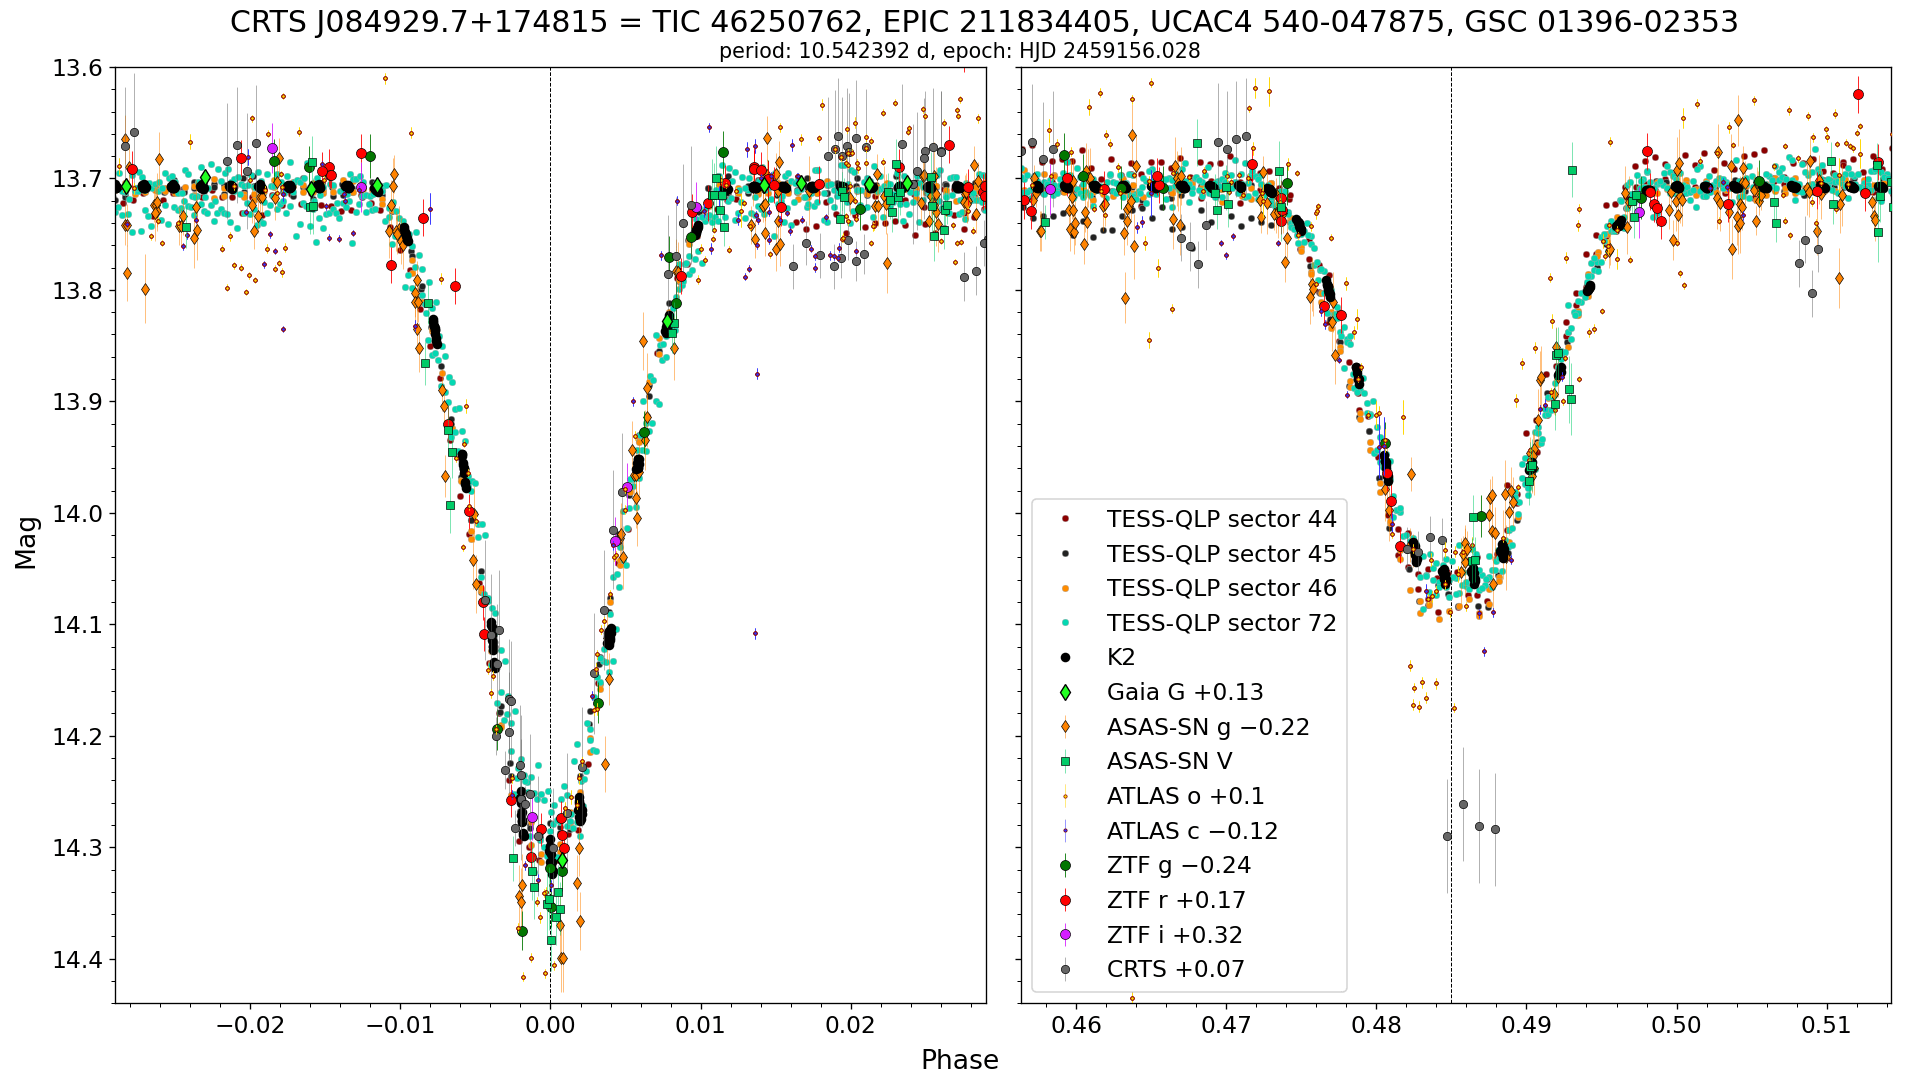 CRTS J084929.7+174815 = TIC 46250762, EPIC 211834405, UCAC4 540-047875, GSC 01396-02353
period: 10.542392 d, epoch: HJD 2459156.028
Mag
13.6
13.7
13.8
13.9
14.0
14.1
14.2
14.3
14.4
−0.02
−0.01
0.00
0.01
0.02
0.46
0.47
0.48
0.49
0.50
0.51
Phase
TESS-QLP sector 44
TESS-QLP sector 45
TESS-QLP sector 46
TESS-QLP sector 72
K2
Gaia G +0.13
ASAS-SN g −0.22
ASAS-SN V
ATLAS o +0.1
ATLAS c −0.12
ZTF g −0.24
ZTF r +0.17
ZTF i +0.32
CRTS +0.07